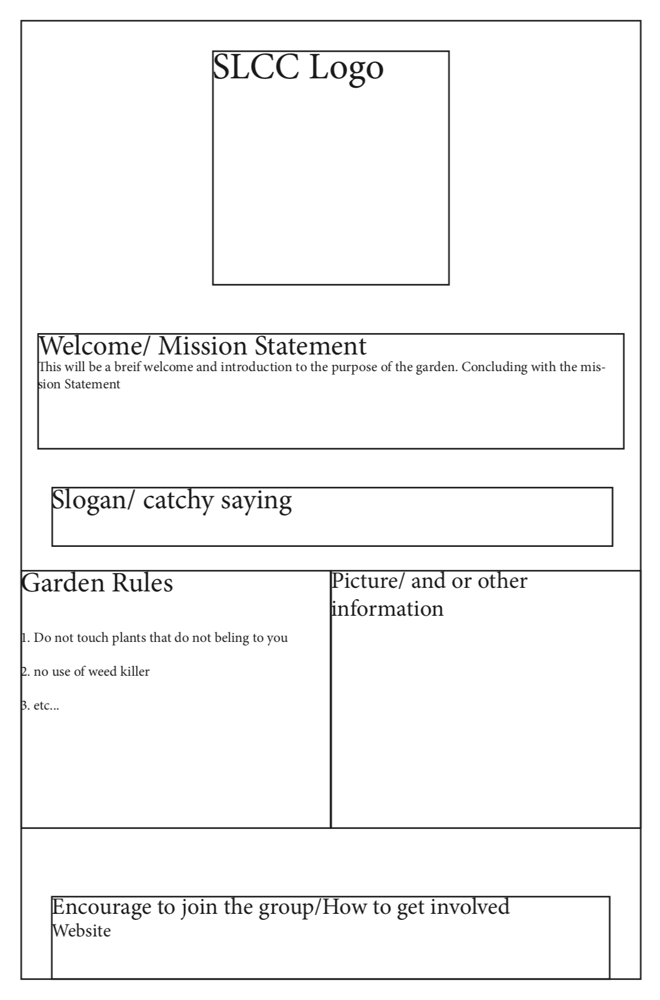 SLCC Logo
Welcome/ Mission Statement
This will be a breif welcome and introduction to the purpose of the garden. Concluding with the mis-
sion Statement
Slogan/ catchy saying
Garden Rules
1. Do not touch plants that do not beling to you
2. no use of weed killer
3. etc...
Picture/ and or other
information
Encourage to join the group/How to get involved
Website